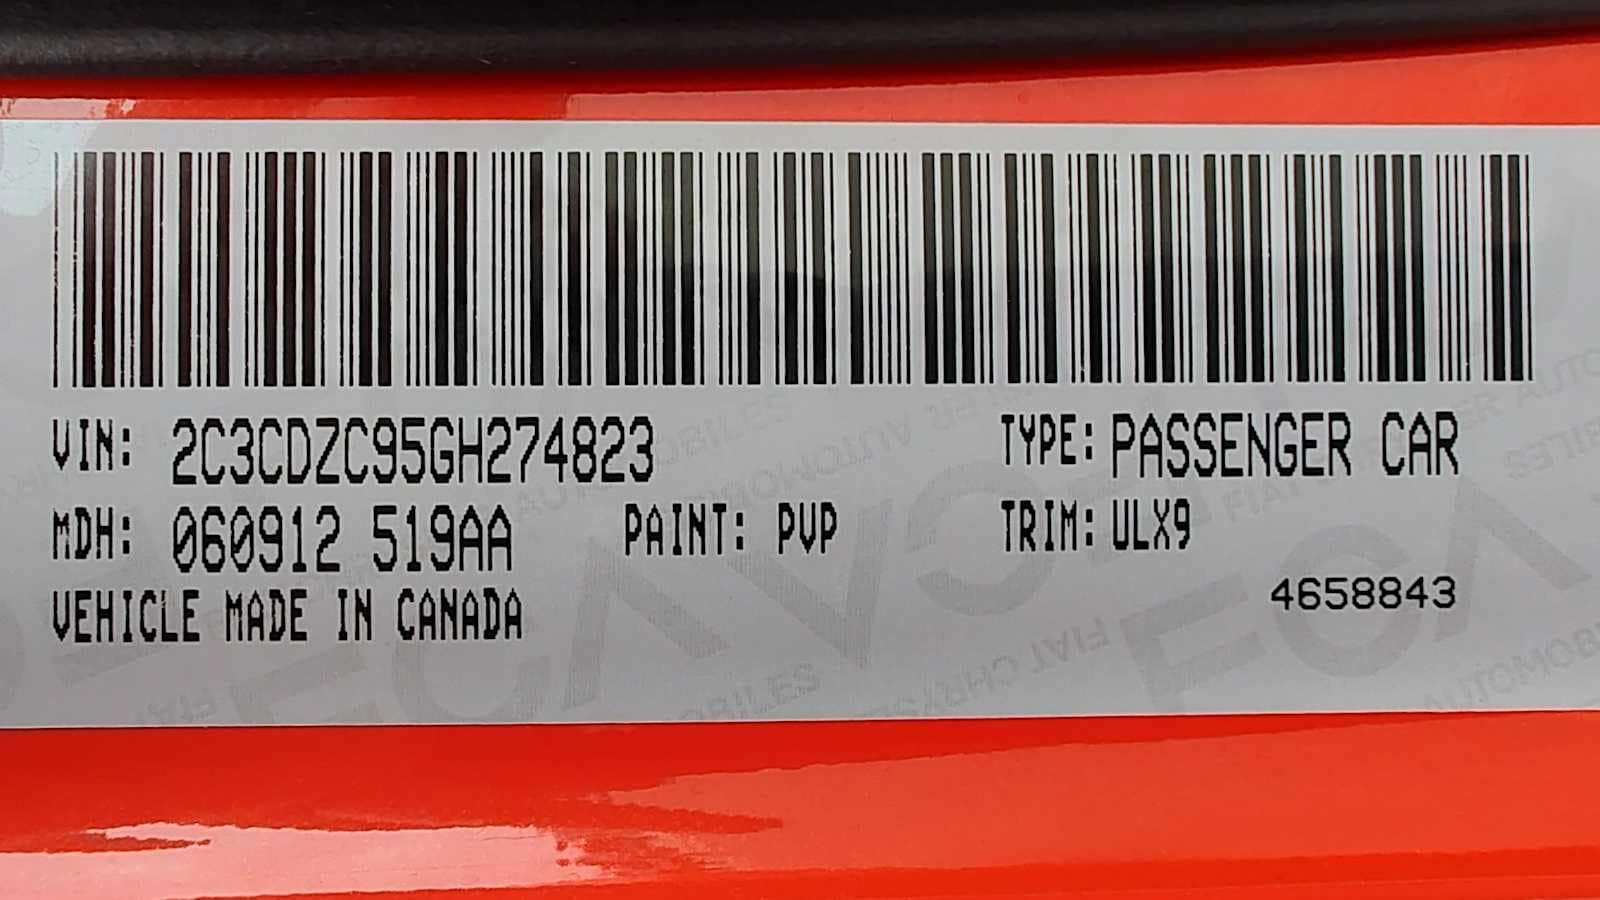 VIN: 2C3CDZC95GH274823 TYPE: PASSENGER CAR
MDH: 060912 519AA PAINT: PVP TRIM: ULX9
VEHICLE MADE IN CANADA
4658843